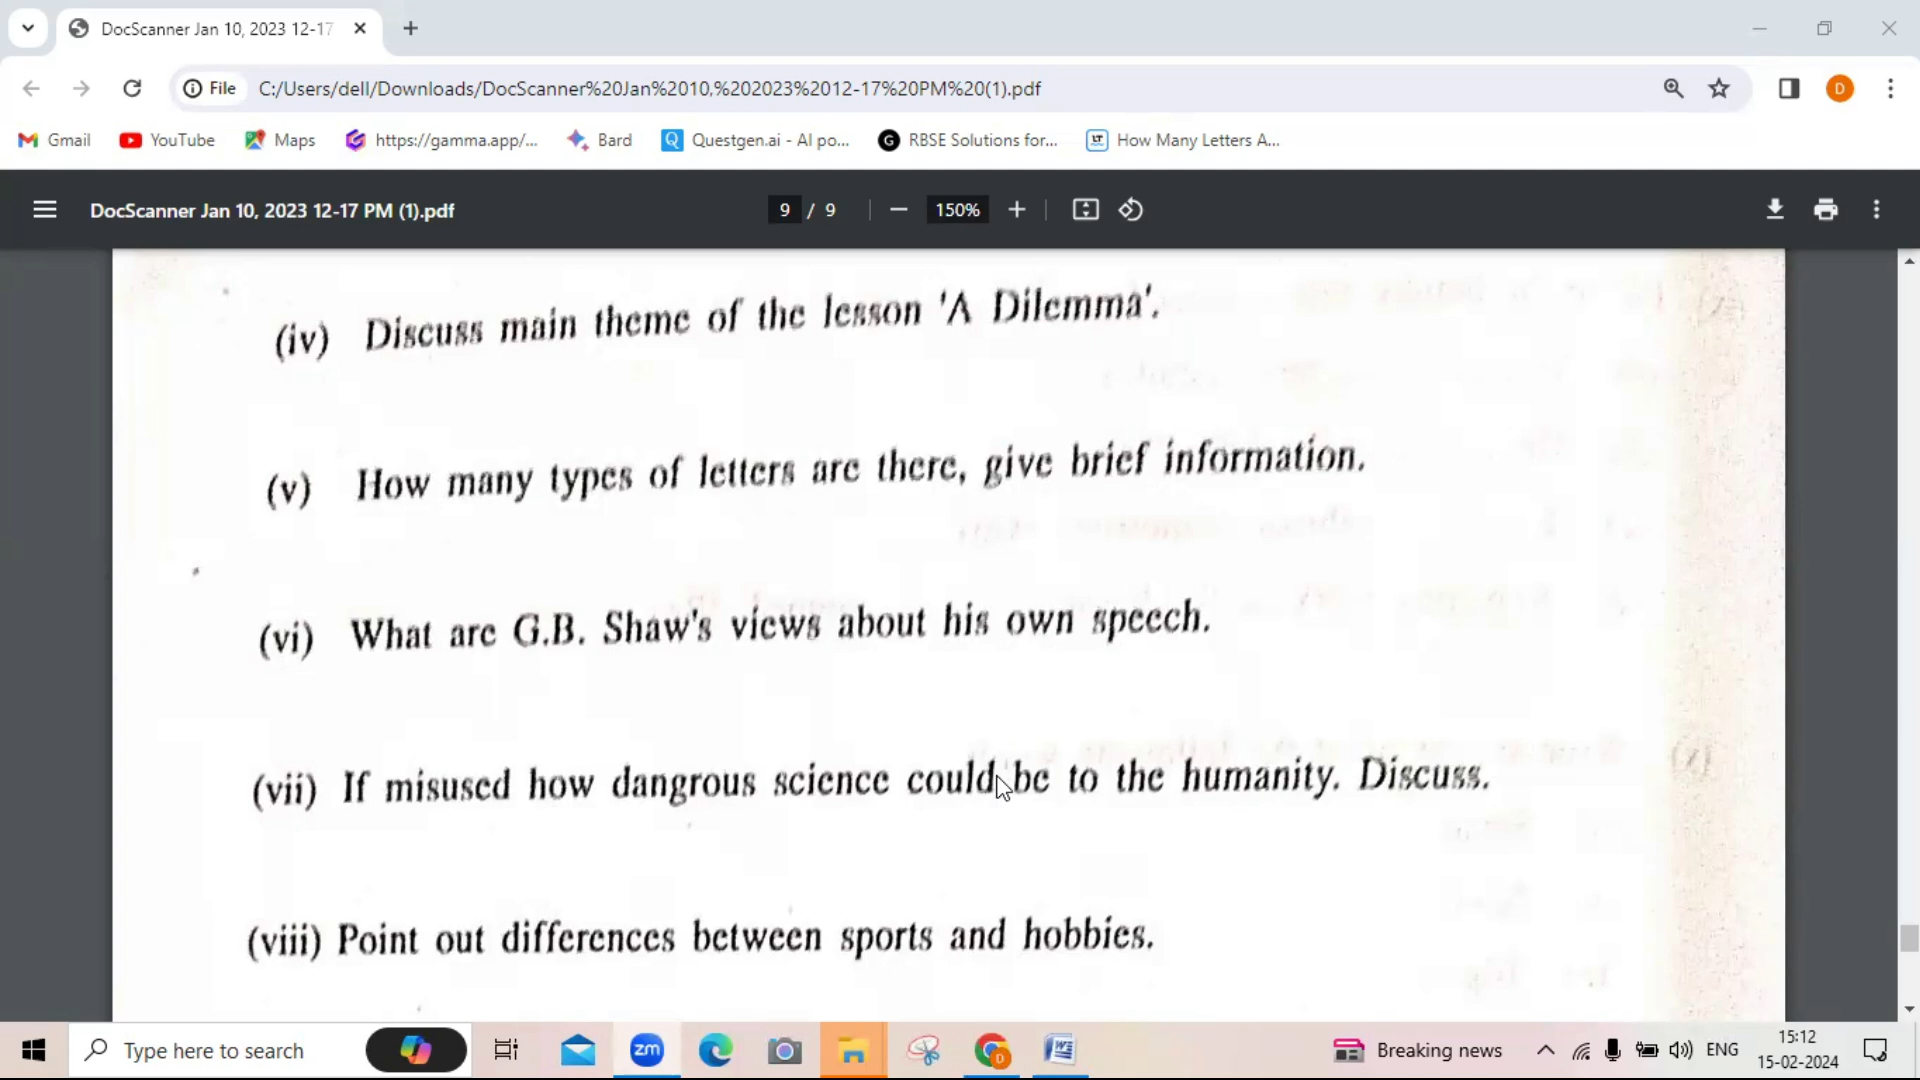 DocScanner Jan 10, 2023 12-17
File
C:/Users/dell/Downloads/DocScanner%20Jan%2010,%202023%2012-17%20PM%20(1).pdf
D
Gmail
YouTube
Maps
https://gamma.app/...
Bard
Questgen.ai - AI po...
RBSE Solutions for...
How Many Letters A...
DocScanner Jan 10, 2023 12-17 PM (1).pdf
9 / 9
150%
(iv) Discuss main theme of the lesson 'A Dilemma'.
(v) How many types of letters are there, give brief information.
(vi) What are G.B. Shaw's views about his own speech.
(vii) If misused how dangrous science could be to the humanity. Discuss.
(viii) Point out differences between sports and hobbies.
Type here to search
zm
Breaking news
ENG
15:12
15-02-2024